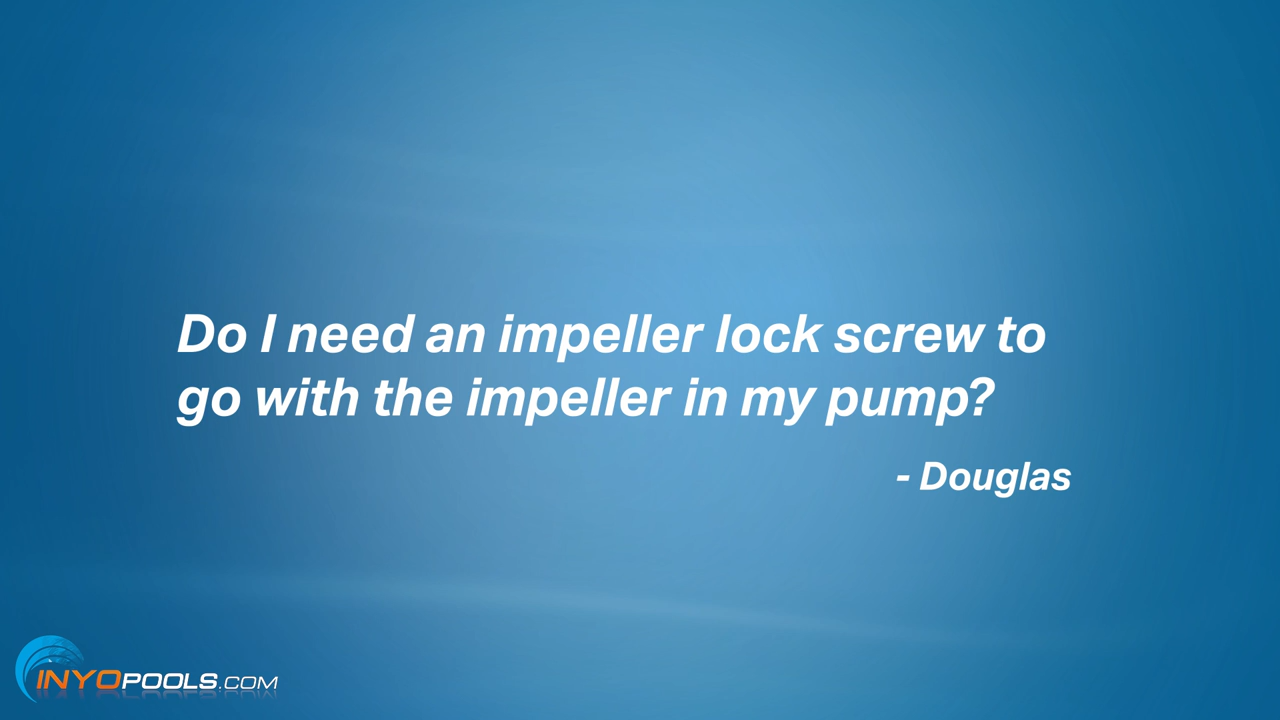 Do I need an impeller lock screw to
go with the impeller in my pump?
- Douglas
INYOPOOLS.COM